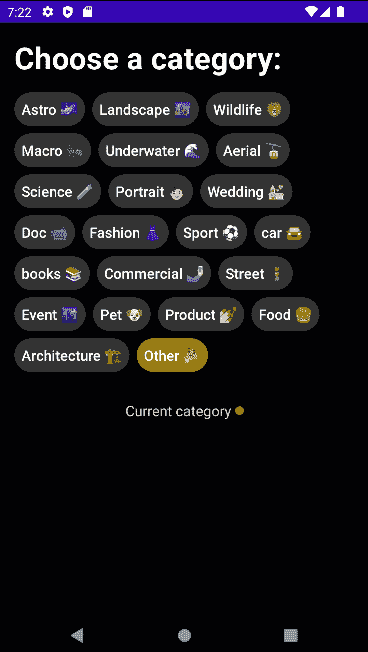 7:22
Choose a category:
Astro Landscape Wildlife
Macro Underwater Aerial
Science Portrait Wedding
Doc Fashion Sport car
books Commercial Street
Event Pet Product Food
Architecture Other
Current category